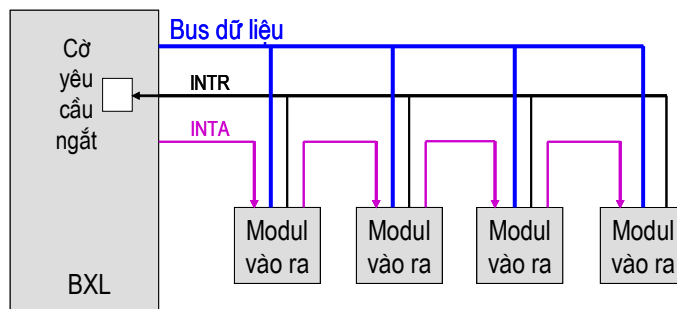 Bus dữ liệu
Cờ
yêu
cầu
ngắt
INTR
INTA
BXL
Modul
vào ra
Modul
vào ra
Modul
vào ra
Modul
vào ra